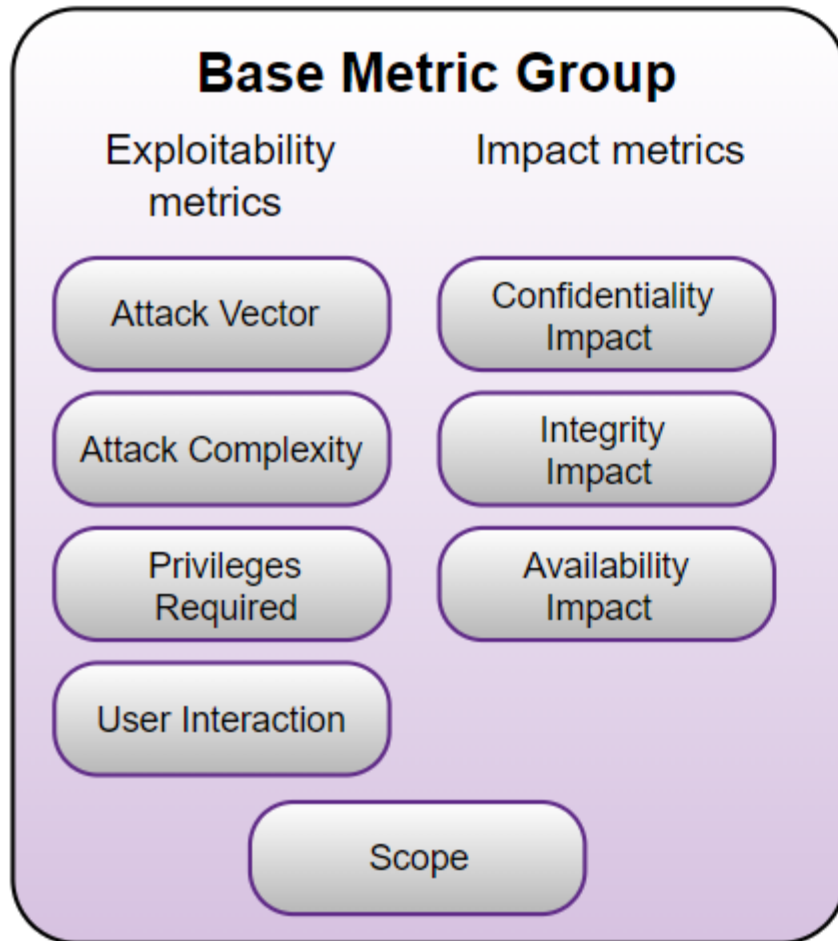 Base Metric Group
Exploitability
metrics
Impact metrics
Attack Vector
Attack Complexity
Privileges
Required
User Interaction
Confidentiality
Impact
Integrity
Impact
Availability
Impact
Scope